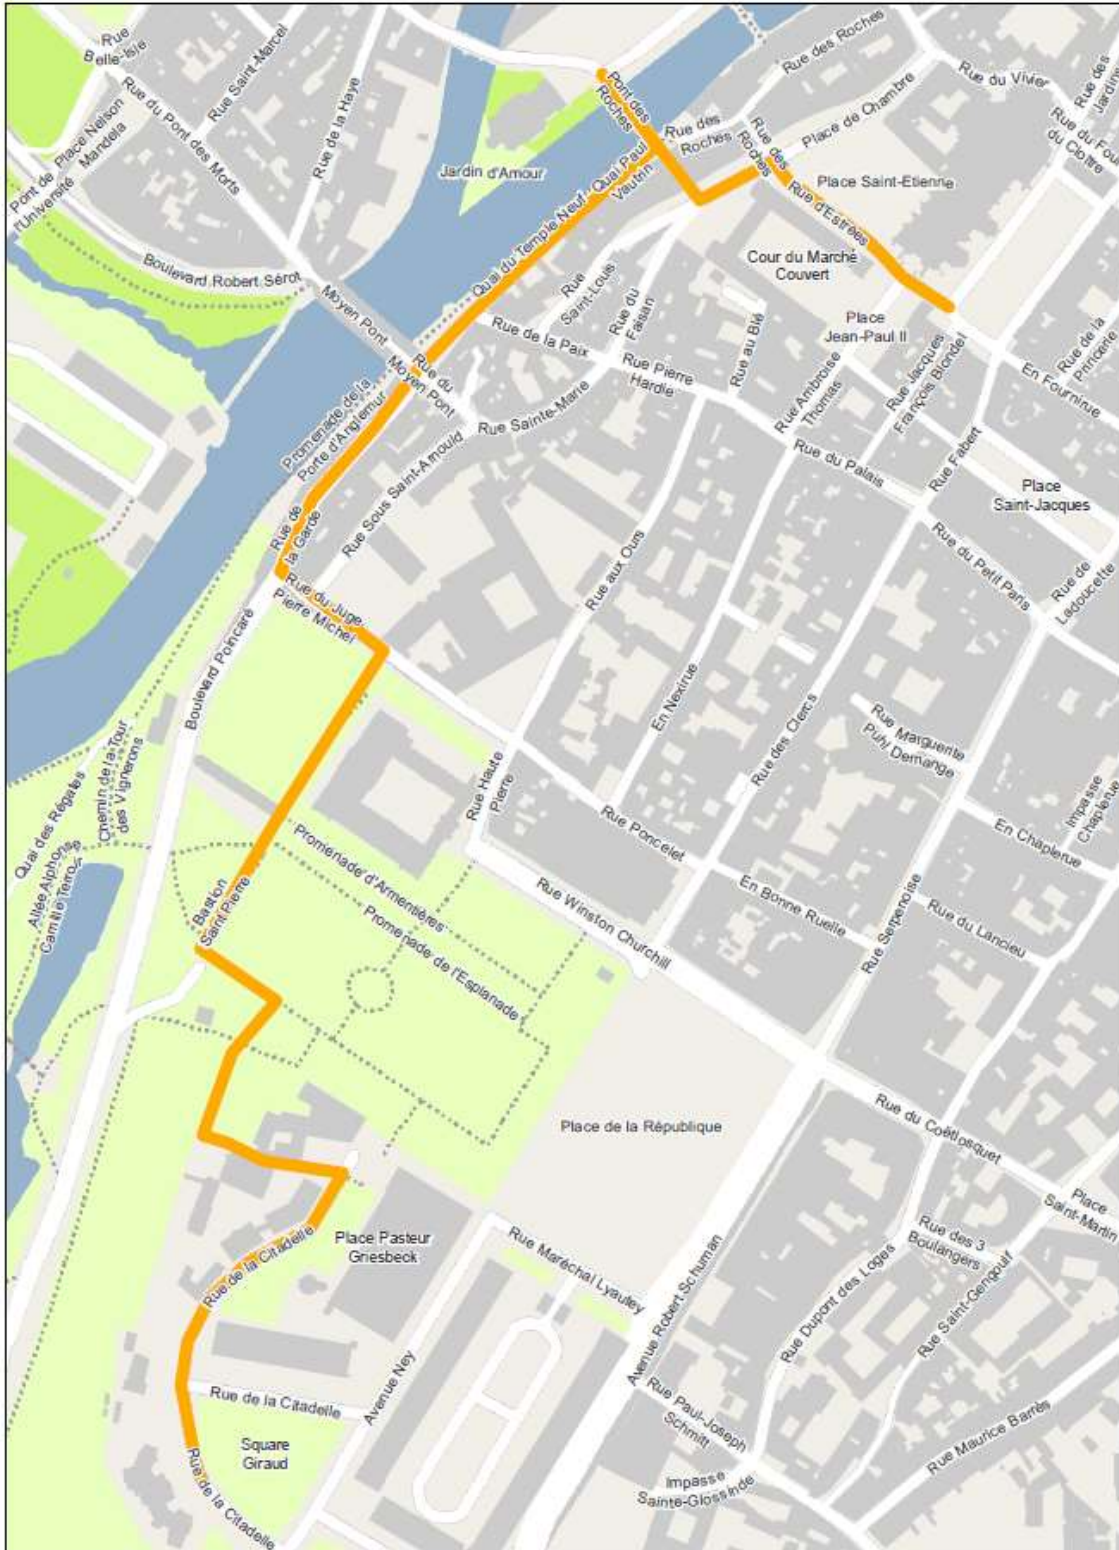 Rue
Belle-Isle
Rue Saint-Marcel
Rue du Pont des Morts
Rue de la Haye
Place Nelson
Mandela
Pont de
l'Université
Boulevard Robert Sérot
Jardin d'Amour
Pont des
Roches
Rue des Roches
Rue des
Roches
Rue des
Roches
Place de Chambre
Rue du Vivier
Rue des
Jardins
Rue du Four
du Cloître
Place Saint-Etienne
Rue d'Estrées
Cour du Marché
Couvert
Quai du Temple Neuf
Quai Paul
Vautrin
Rue
Saint-Louis
Rue du
Faisan
Place
Jean-Paul II
Moyen Pont
Rue du
Moyen Pont
Rue de la Paix
Rue Pierre
Hardie
Rue au Blé
Rue Ambroise
Thomas
Rue Jacques
François Blondel
Rue de la
Princerie
En Fournirue
Promenade de la
Porte d'Anglemur
Rue Sainte-Marie
Rue Sous Saint-Arnould
Rue du Palais
Rue Fabert
Place
Saint-Jacques
Rue de
la Garde
Rue aux Ours
Rue du Petit Paris
Rue de
Ladoucette
Rue du Juge
Pierre Michel
Boulevard Poincaré
En Nexirue
Rue des Clercs
Rue Marguerite
Puhl Demange
Quai des Régates
Chemin de la Tour
des Vignerons
Allée Alphonse
Camille Terroir
Rue Haute
Pierre
Rue Poncelet
Impasse
Chaplerue
En Chaplerue
Promenade d'Armentières
Promenade de l'Esplanade
Bastion
Saint Pierre
Rue Winston Churchill
En Bonne Ruelle
Rue Serpenoise
Rue du Lancieu
Place de la République
Rue du Coëtlosquet
Place
Saint-Martin
Place Pasteur
Griesbeck
Rue de la Citadelle
Rue Maréchal Lyautey
Avenue Robert Schuman
Rue Dupont des Loges
Rue des 3
Boulangers
Rue Saint-Gengoulf
Rue de la Citadelle
Avenue Ney
Square
Giraud
Rue de la Citadelle
Rue Paul-Joseph
Schmitt
Impasse
Sainte-Glossinde
Rue Maurice Barrès